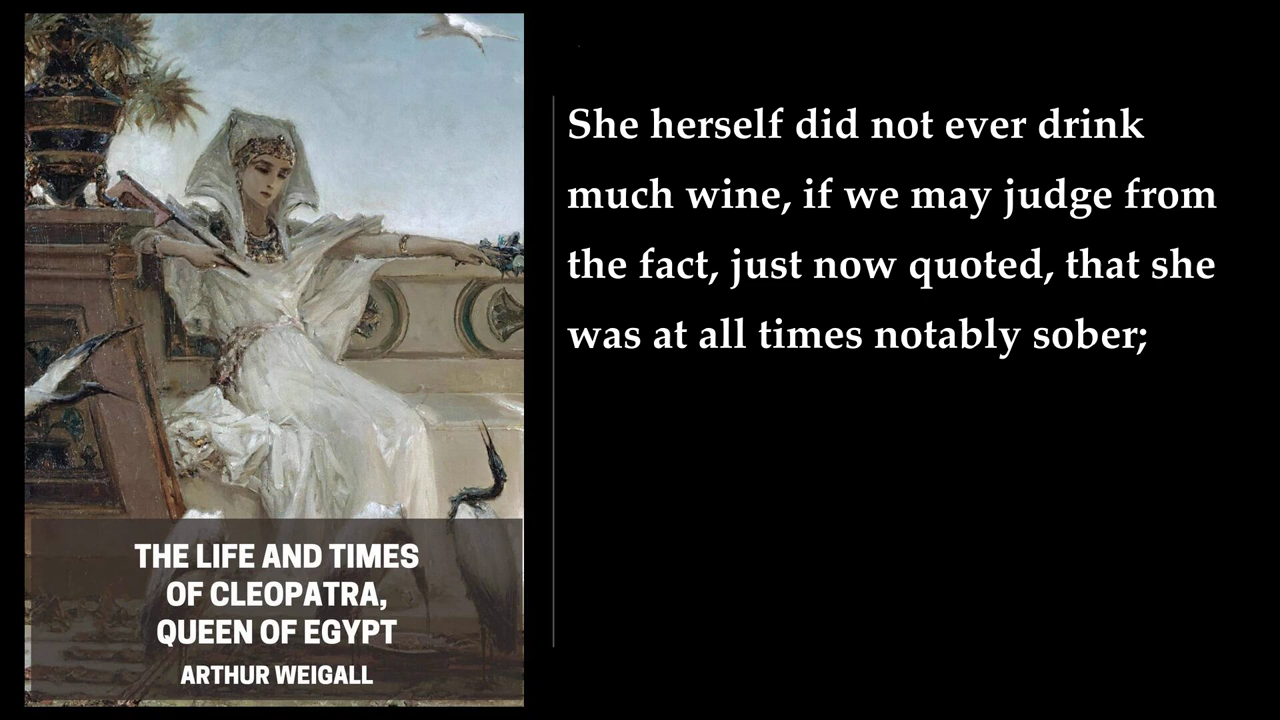 She herself did not ever drink
much wine, if we may judge from
the fact, just now quoted, that she
was at all times notably sober;
THE LIFE AND TIMES
OF CLEOPATRA,
QUEEN OF EGYPT
ARTHUR WEIGALL